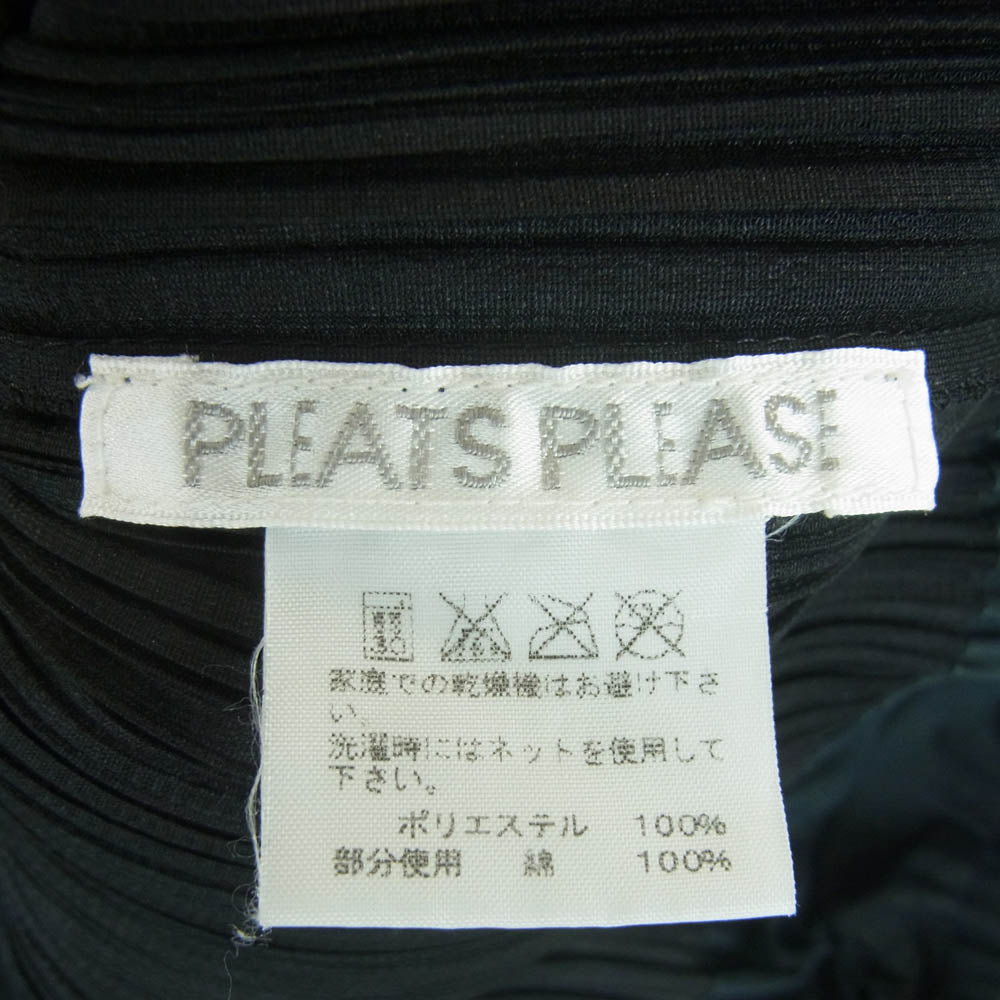 PLEATS PLEASE
家庭での乾燥機はお避け下さ
い。
洗濯時にはネットを使用して
下さい。
ポリエステル 100%
部分使用 綿 100%